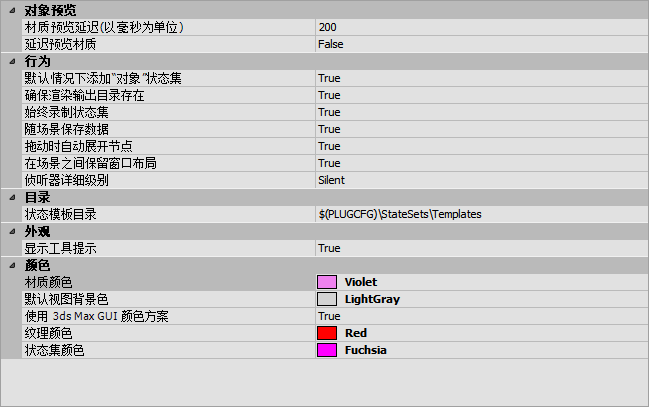 对象预览
材质预览延迟(以毫秒为单位) 200
延迟预览材质 False
行为
默认情况下添加“对象”状态集 True
确保渲染输出目录存在 True
始终录制状态集 True
随场景保存数据 True
拖动时自动展开节点 True
在场景之间保留窗口布局 True
侦听器详细级别 Silent
目录
状态模板目录 $(PLUGCFG)\StateSets\Templates
外观
显示工具提示 True
颜色
材质颜色 Violet
默认视图背景色 LightGray
使用 3ds Max GUI 颜色方案 True
纹理颜色 Red
状态集颜色 Fuchsia